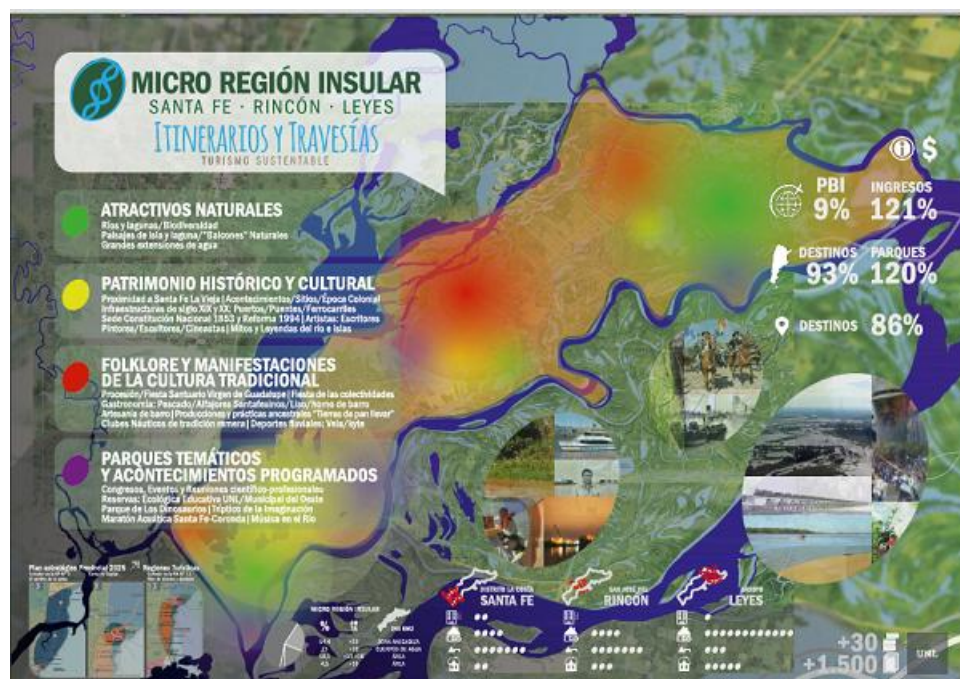 MICRO REGIÓN INSULAR
SANTA FE · RINCÓN · LEYES
ITINERARIOS Y TRAVESÍAS
TURISMO SUSTENTABLE
ATRACTIVOS NATURALES
Ríos y lagunas/Biodiversidad
Paisajes de isla y laguna/"Balcones" Naturales
Grandes extensiones de agua
PATRIMONIO HISTÓRICO Y CULTURAL
Proximidad a Santa Fe La Vieja | Acontecimientos/Sitios/Época Colonial
Infraestructuras de siglo XIX y XX: Puertos/Puentes/Ferrocarriles
Sede Constitución Nacional 1853 y Reforma 1994 | Artistas: Escritores
Pintores/Escultores/Cineastas | Mitos y Leyendas del río e islas
FOLKLORE Y MANIFESTACIONES
DE LA CULTURA TRADICIONAL
Procesión/Fiesta Santuario Virgen de Guadalupe | Fiesta de las colectividades
Gastronomía: Pescado/Alfajores Santafesinos/Liso/horno de barro
Artesanía de barro | Producciones y prácticas ancestrales "Tierras de pan llevar"
Clubes Náuticos de tradición remera | Deportes fluviales: Vela/kyte
PARQUES TEMÁTICOS
Y ACONTECIMIENTOS PROGRAMADOS
Congresos, Eventos y Reuniones científico-profesionales
Reservas: Ecológica Educativa UNL/Municipal del Oeste
Parque de Los Dinosaurios | Tríptico de la Imaginación
Maratón Acuática Santa Fe-Coronda | Música en el Río
$
PBI INGRESOS
9% 121%
DESTINOS PARQUES
93% 120%
DESTINOS 86%
Regiones Turísticas
MICRO REGIÓN INSULAR
%
SANTA FE
RINCÓN
LEYES
+30
+1.500
UNL